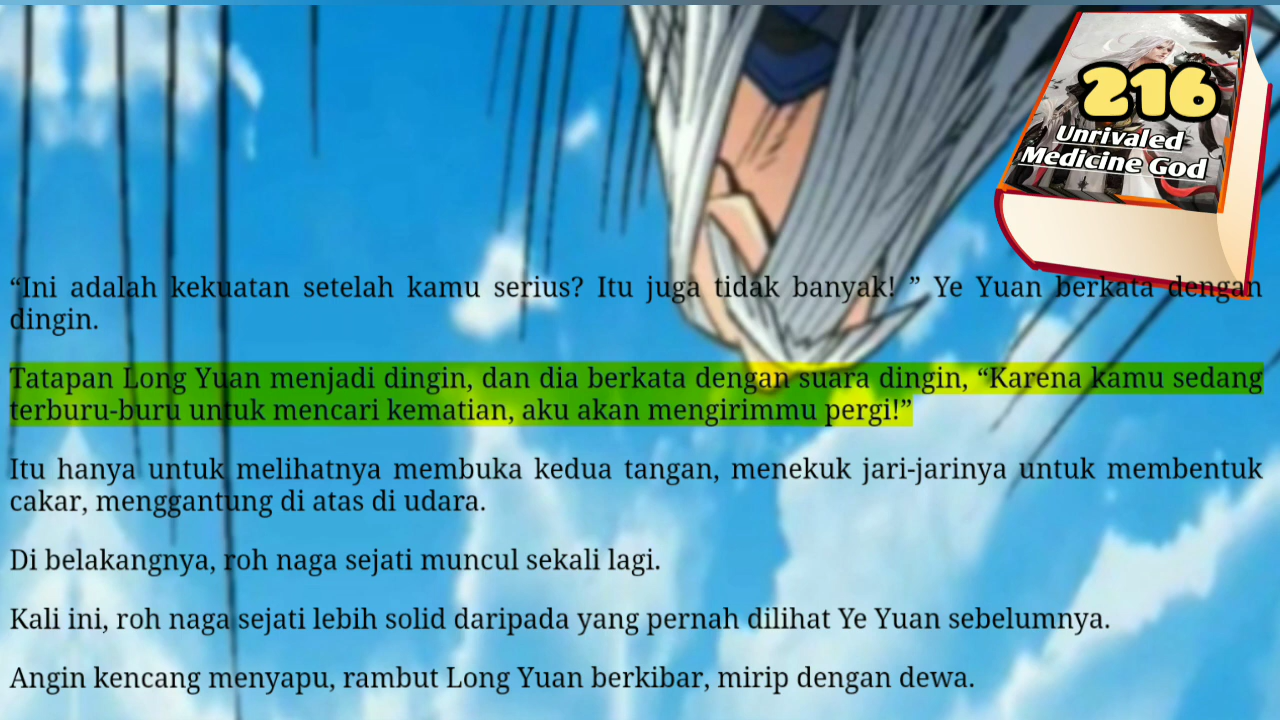 216
Unrivaled
Medicine God
“Ini adalah kekuatan setelah kamu serius? Itu juga tidak banyak! ” Ye Yuan berkata dengan
dingin.
Tatapan Long Yuan menjadi dingin, dan dia berkata dengan suara dingin, “Karena kamu sedang
terburu-buru untuk mencari kematian, aku akan mengirimmu pergi!”
Itu hanya untuk melihatnya membuka kedua tangan, menekuk jari-jarinya untuk membentuk
cakar, menggantung di atas di udara.
Di belakangnya, roh naga sejati muncul sekali lagi.
Kali ini, roh naga sejati lebih solid daripada yang pernah dilihat Ye Yuan sebelumnya.
Angin kencang menyapu, rambut Long Yuan berkibar, mirip dengan dewa.